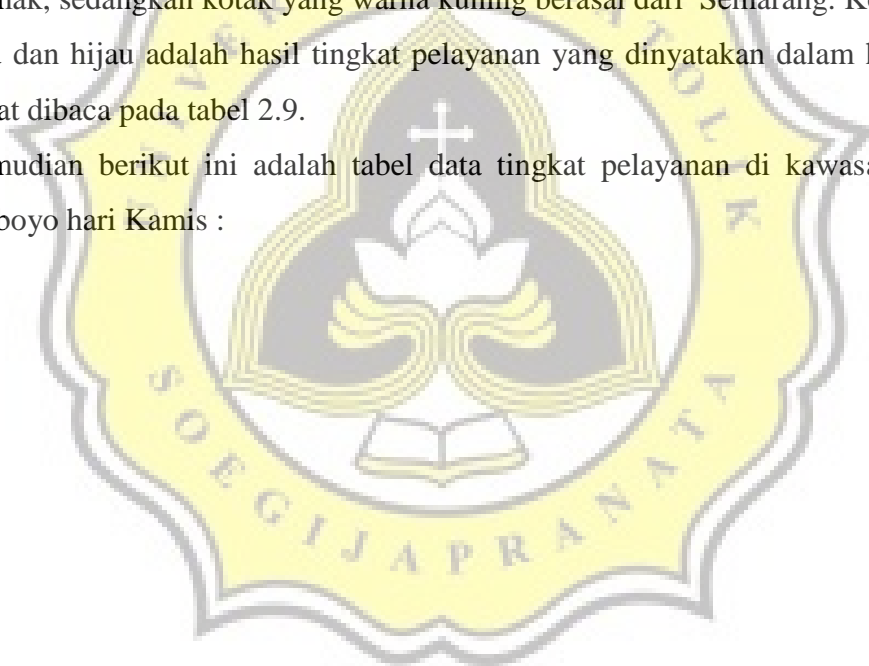 nak, sedangkan kotak yang warna kuning berasal dari Semarang. K
dan hijau adalah hasil tingkat pelayanan yang dinyatakan dalam
at dibaca pada tabel 2.9.
mudian berikut ini adalah tabel data tingkat pelayanan di kawasa
boyo hari Kamis :
SOEGIJAPRANATA